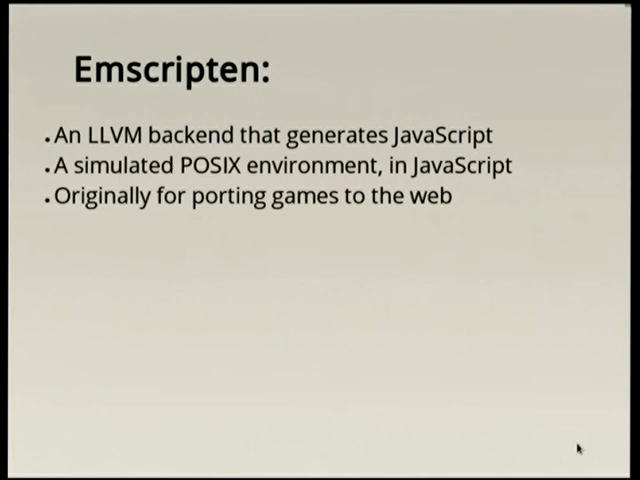 Emscripten:
• An LLVM backend that generates JavaScript
• A simulated POSIX environment, in JavaScript
• Originally for porting games to the web